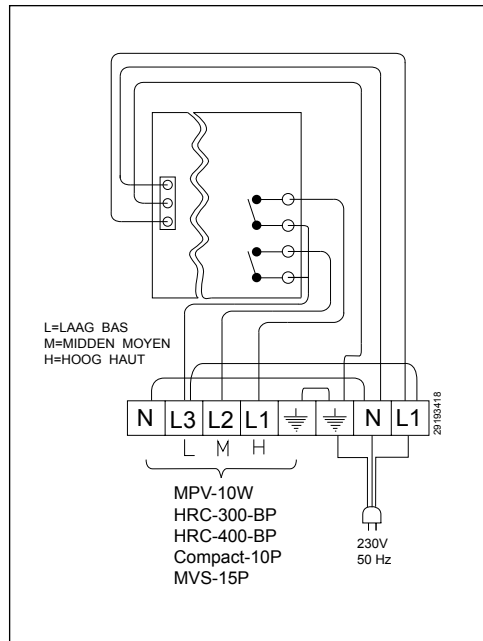 L=LAAG BAS
M=MIDDEN MOYEN
H=HOOG HAUT
N L3 L2 L1 N L1
L M H
29193418
MPV-10W
HRC-300-BP
HRC-400-BP
Compact-10P
MVS-15P
230V
50 Hz